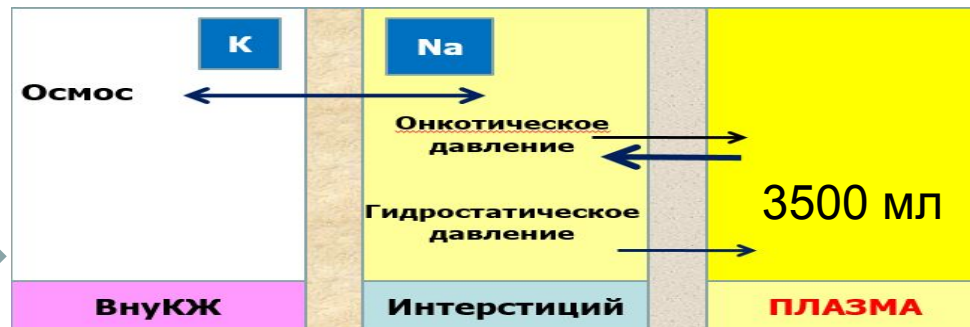 К
Na
Осмос
Онкотическое
давление
Гидростатическое
давление
3500 мл
ВнуКЖ
Интерстиций
ПЛАЗМА